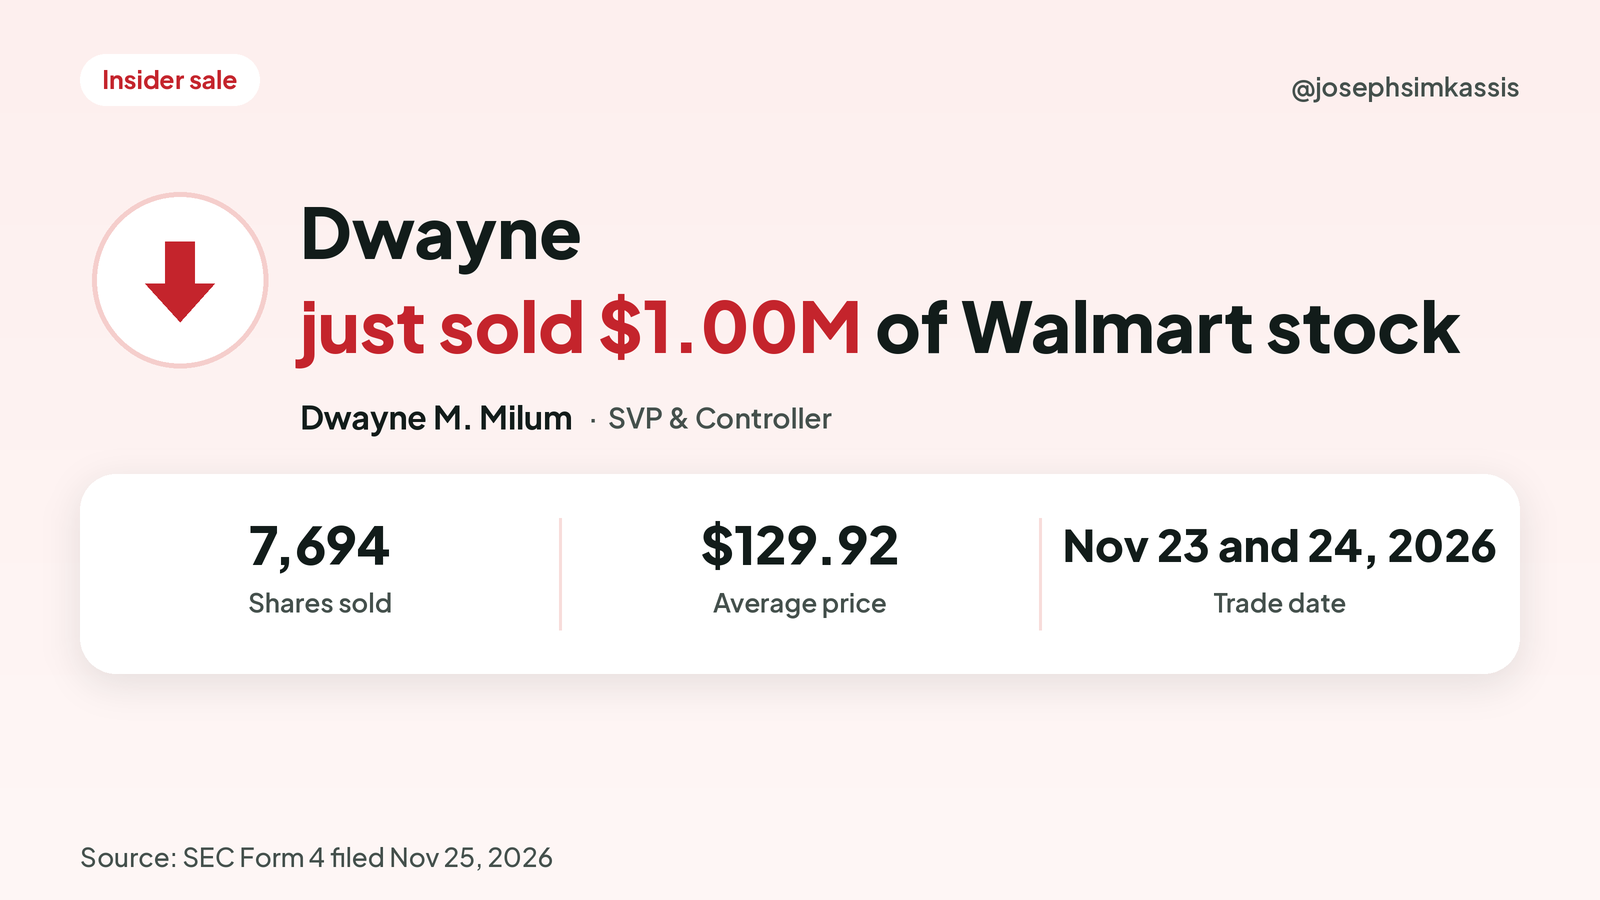 Insider sale
@josephsimkassis
Dwayne
just sold $1.00M of Walmart stock
Dwayne M. Milum · SVP & Controller
7,694
Shares sold
$129.92
Average price
Nov 23 and 24, 2026
Trade date
Source: SEC Form 4 filed Nov 25, 2026